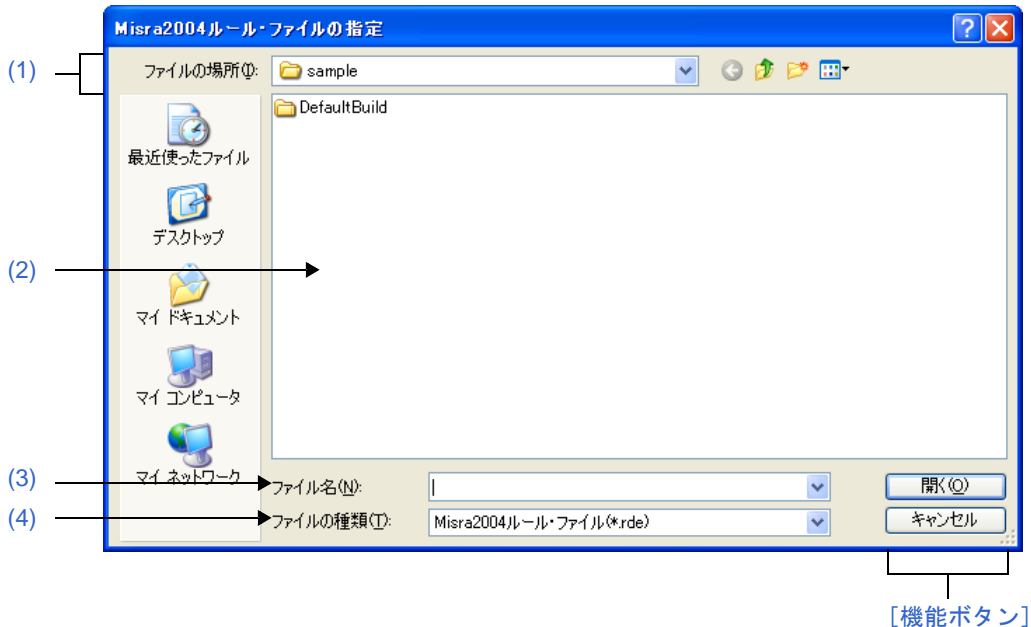 Misra2004ルール・ファイルの指定
(1)
ファイルの場所(I):
sample
DefaultBuild
最近使ったファイル
デスクトップ
(2)
マイ ドキュメント
マイ コンピュータ
マイ ネットワーク
(3)
ファイル名(N):
開く(O)
(4)
ファイルの種類(T):
Misra2004ルール・ファイル(*.rde)
キャンセル
[機能ボタン]